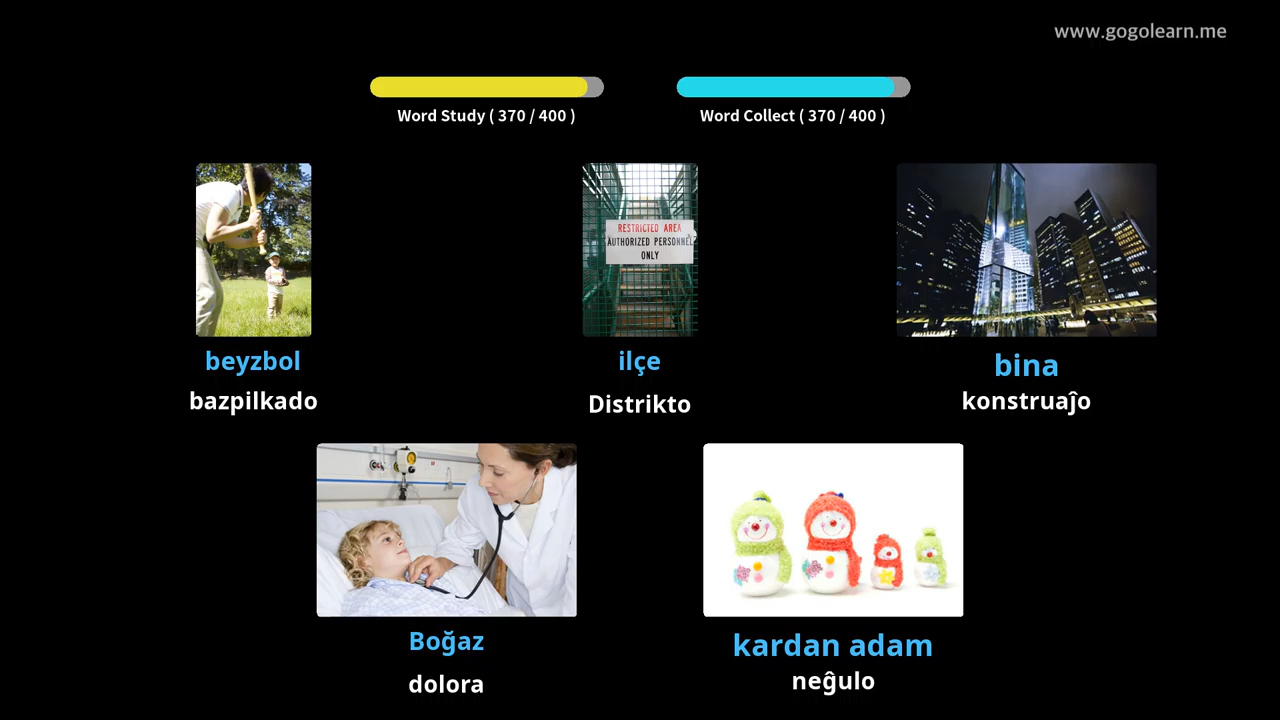 www.gogolearn.me
Word Study ( 370 / 400 )
Word Collect ( 370 / 400 )
RESTRICTED AREA
AUTHORIZED PERSONNEL
ONLY
beyzbol
bazpilkado
ilçe
Distrikto
bina
konstruaĵo
Boğaz
dolora
kardan adam
neĝulo